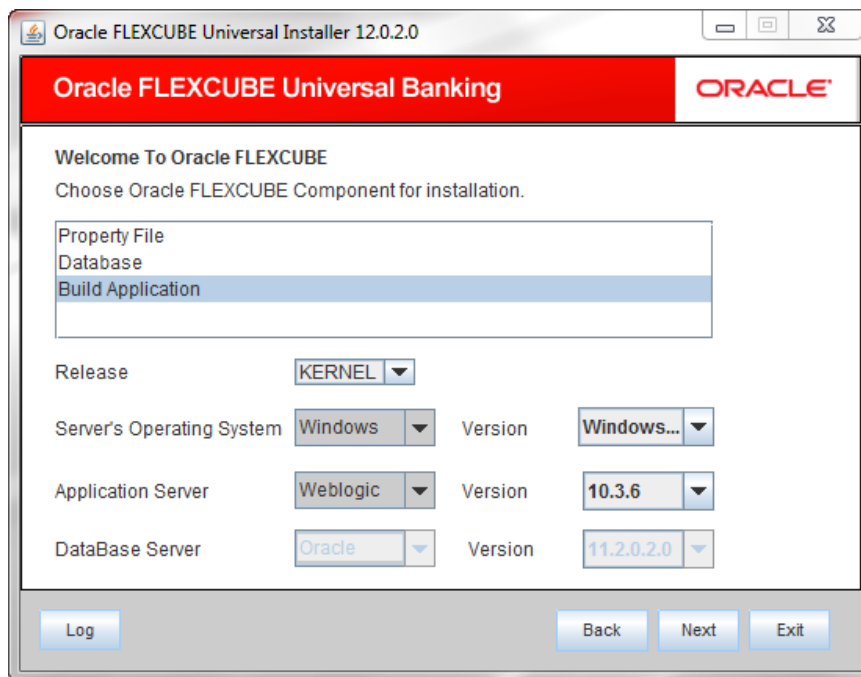 Oracle FLEXCUBE Universal Installer 12.0.2.0
Oracle FLEXCUBE Universal Banking
ORACLE
Welcome To Oracle FLEXCUBE
Choose Oracle FLEXCUBE Component for installation.
Property File
Database
Build Application
Release KERNEL
Server's Operating System Windows Version Windows...
Application Server Weblogic Version 10.3.6
DataBase Server Oracle Version 11.2.0.2.0
Log Back Next Exit